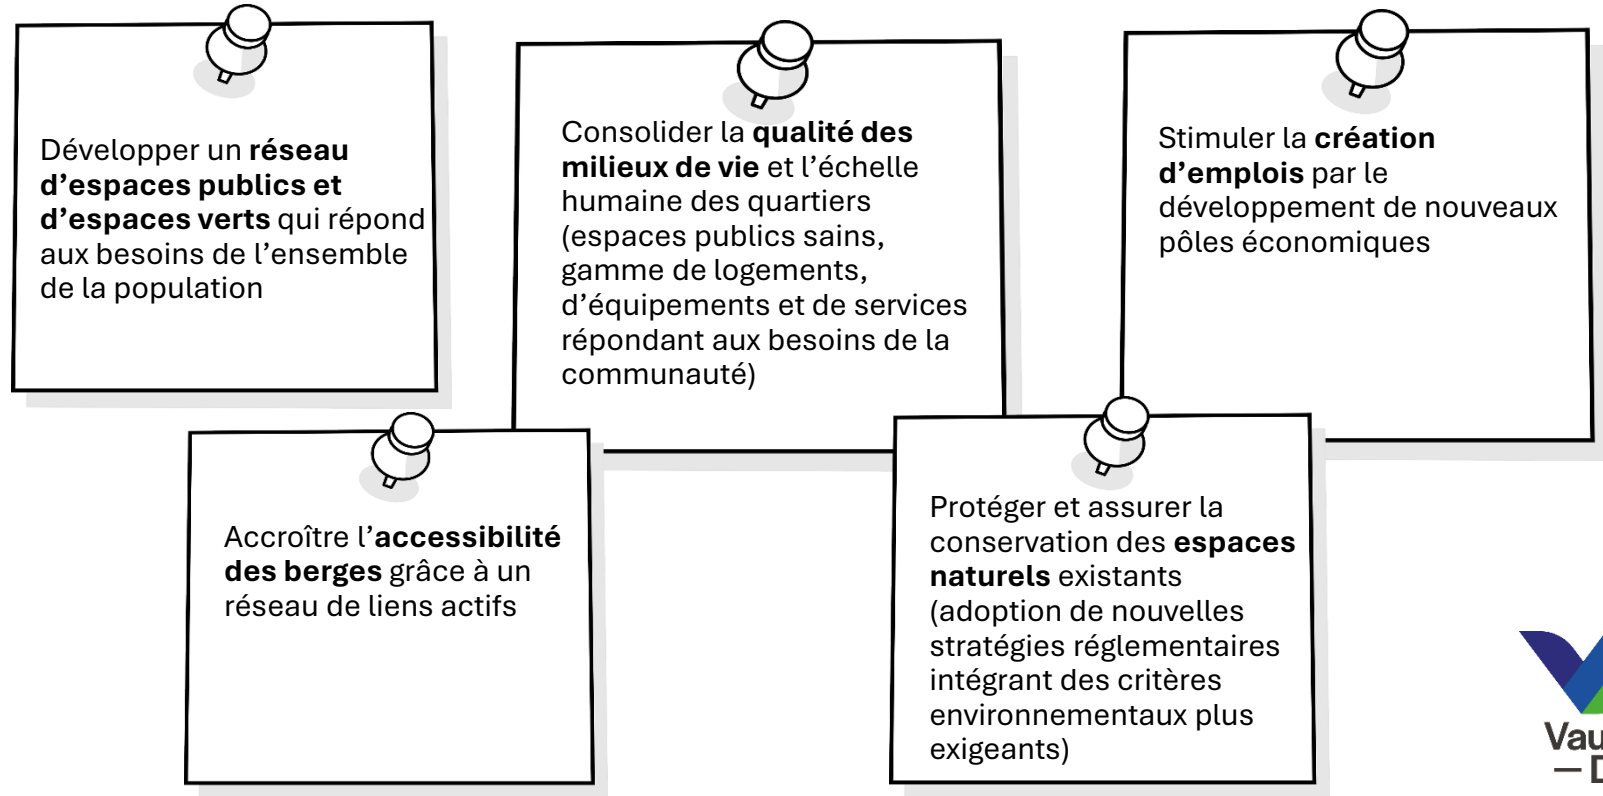 Développer un réseau
d’espaces publics et
d’espaces verts qui répond
aux besoins de l’ensemble
de la population
Consolider la qualité des
milieux de vie et l’échelle
humaine des quartiers
(espaces publics sains,
gamme de logements,
d’équipements et de services
répondant aux besoins de la
communauté)
Stimuler la création
d’emplois par le
développement de nouveaux
pôles économiques
Accroître l’accessibilité
des berges grâce à un
réseau de liens actifs
Protéger et assurer la
conservation des espaces
naturels existants
(adoption de nouvelles
stratégies réglementaires
intégrant des critères
environnementaux plus
exigeants)